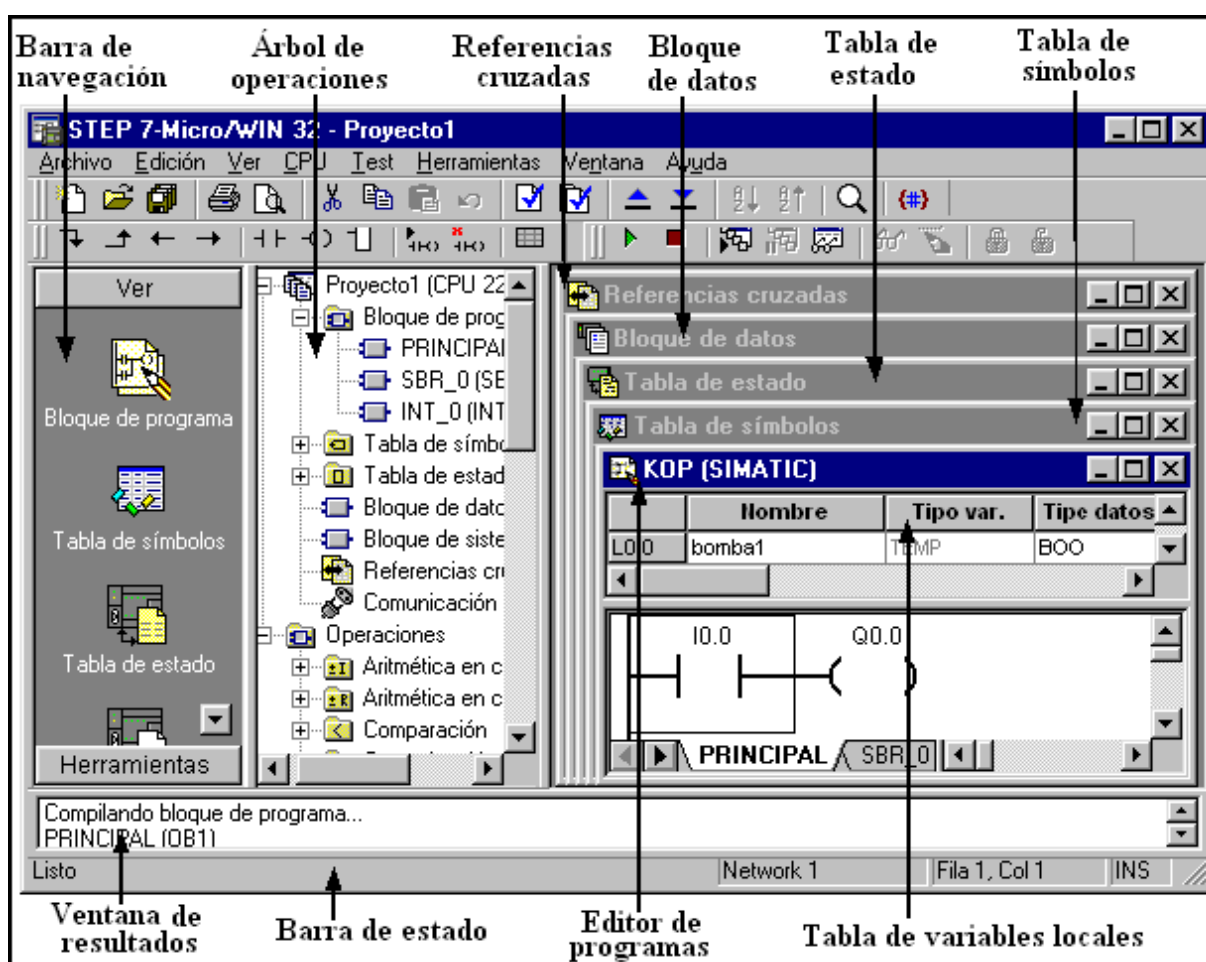 Barra de navegación
Árbol de operaciones
Referencias cruzadas
Bloque de datos
Tabla de estado
Tabla de símbolos
STEP 7-Micro/WIN 32 - Proyecto1
Archivo Edición Ver CPU Test Herramientas Ventana Ayuda
Ver
Bloque de programa
Tabla de símbolos
Tabla de estado
Herramientas
Proyecto1 (CPU 22
Bloque de prog
PRINCIPAL
SBR_0 (SE
INT_0 (INT
Tabla de símbo
Tabla de estad
Bloque de dato
Bloque de siste
Referencias cru
Comunicación
Operaciones
Aritmética en c
Aritmética en c
Comparación
Referencias cruzadas
Bloque de datos
Tabla de estado
Tabla de símbolos
KOP (SIMATIC)
Nombre Tipo var. Tipe datos
L0.0 bomba1 TEMP BOO
I0.0 Q0.0
PRINCIPAL SBR_0
Compilando bloque de programa...
PRINCIPAL (OB1)
Listo Network 1 Fila 1, Col 1 INS
Ventana de resultados
Barra de estado
Editor de programas
Tabla de variables locales